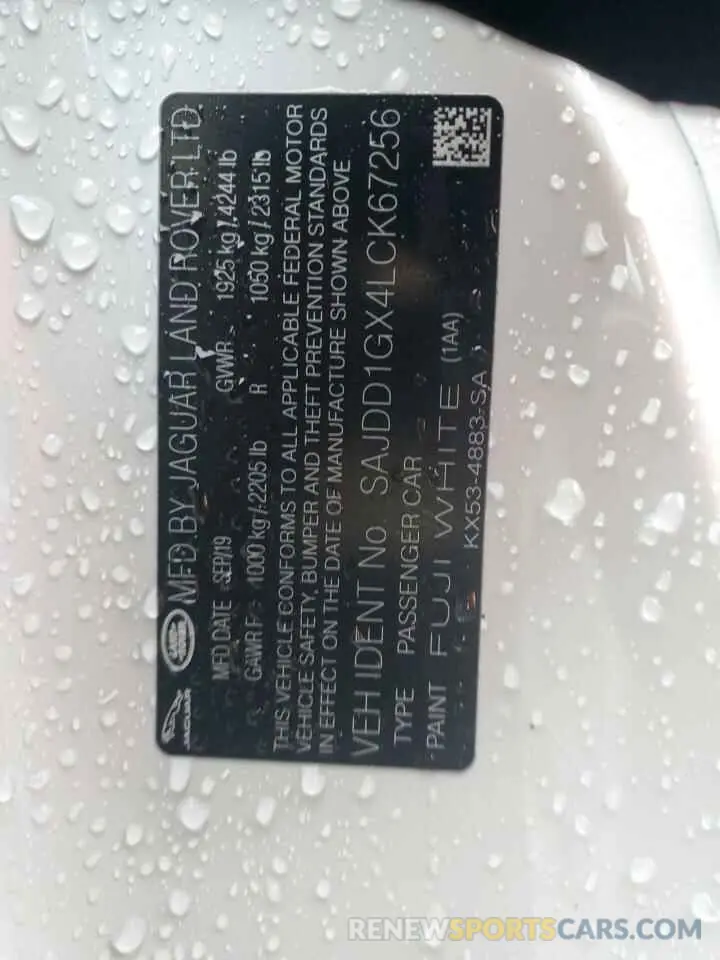 JAGUAR
LAND ROVER
MFD BY JAGUAR LAND ROVER LTD
MFD DATE SEP/19 GVWR 1925 kg / 4244 lb
GAWR F 1000 kg / 2205 lb R 1050 kg / 2315 lb
THIS VEHICLE CONFORMS TO ALL APPLICABLE FEDERAL MOTOR
VEHICLE SAFETY, BUMPER AND THEFT PREVENTION STANDARDS
IN EFFECT ON THE DATE OF MANUFACTURE SHOWN ABOVE
VEH IDENT No SAJDD1GX4LCK67256
TYPE PASSENGER CAR
PAINT FUJI WHITE (1AA)
KX53-4883-SA
RENEWSPORTSCARS.COM